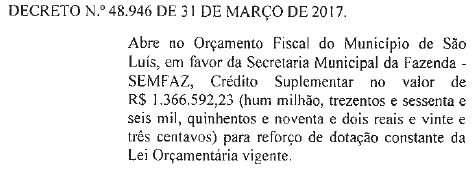 DECRETO N.º 48.946 DE 31 DE MARÇO DE 2017.
Abre no Orçamento Fiscal do Município de São
Luís, em favor da Secretaria Municipal da Fazenda -
SEMFAZ, Crédito Suplementar no valor de
R$ 1.366.592,23 (hum milhão, trezentos e sessenta e
seis mil, quinhentos e noventa e dois reais e vinte e
três centavos) para reforço de dotação constante da
Lei Orçamentária vigente.